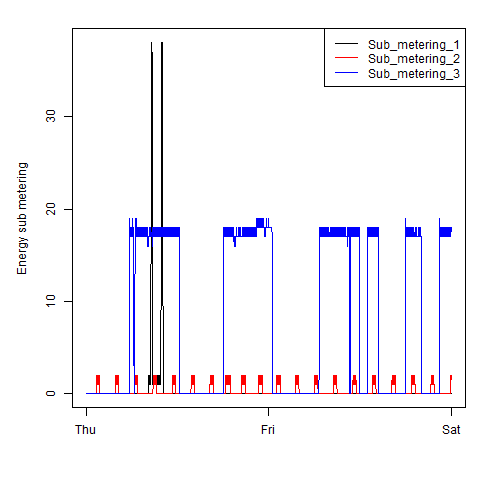 Sub_metering_1
Sub_metering_2
Sub_metering_3
Energy sub metering
30
20
10
0
Thu
Fri
Sat